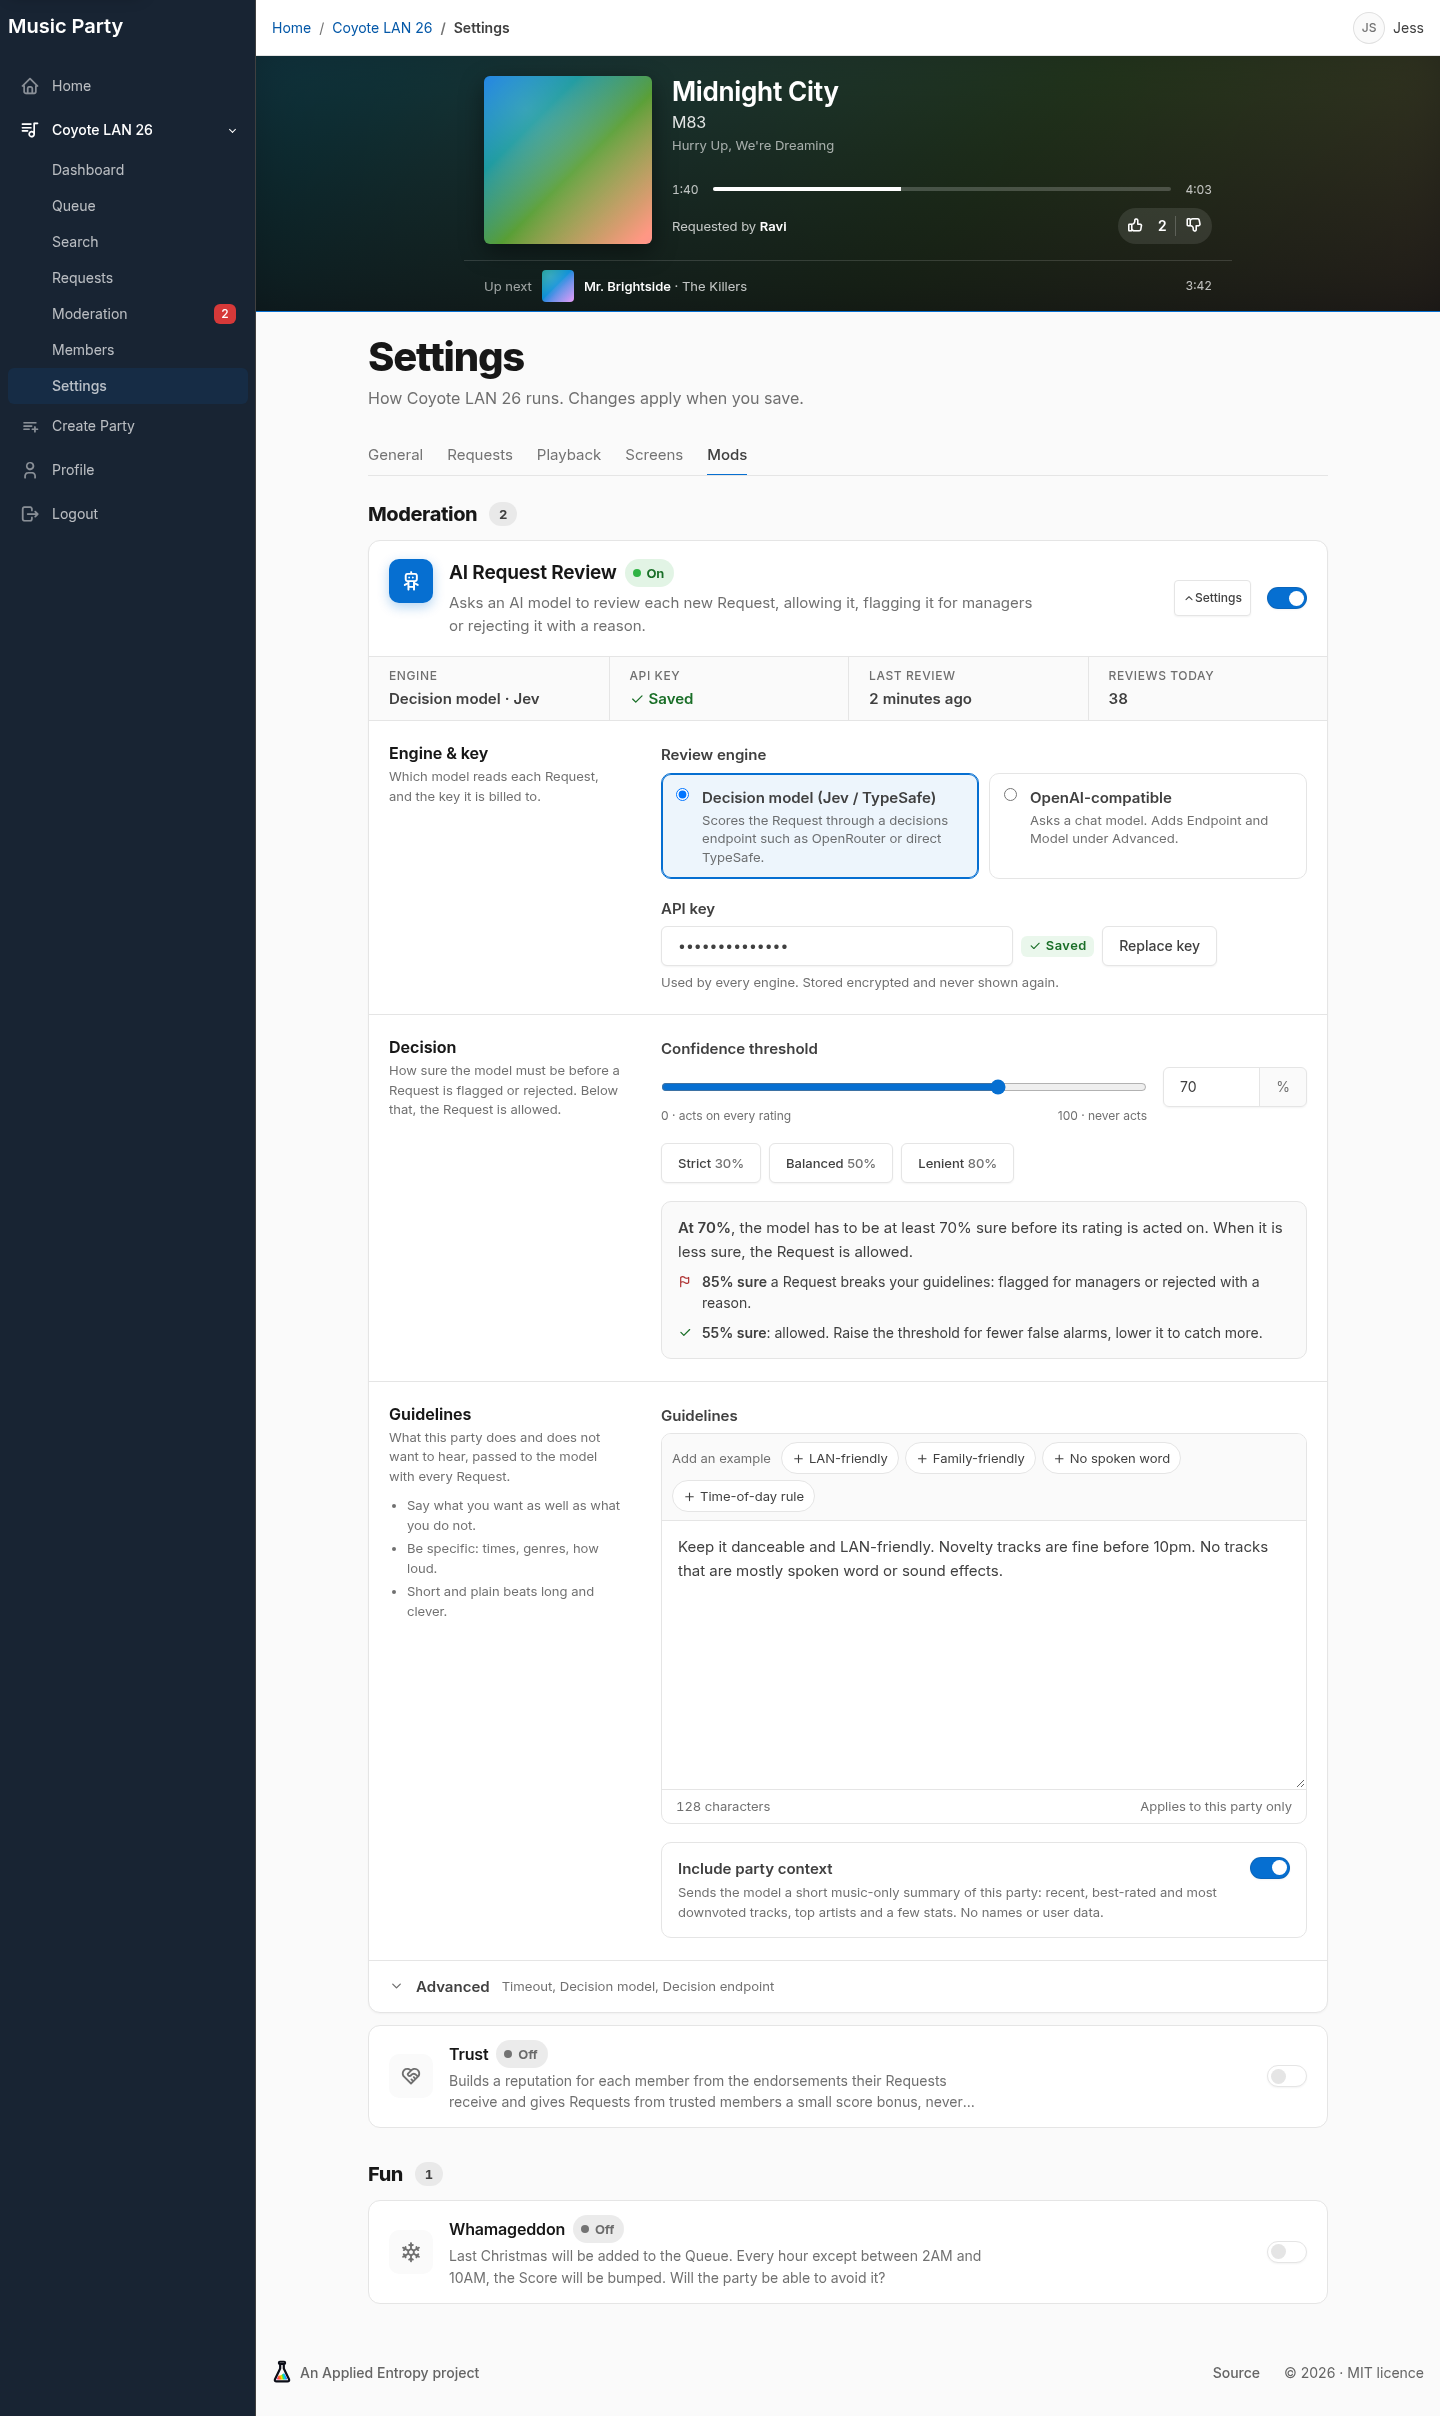 Music Party
Home
Coyote LAN 26
Dashboard
Queue
Search
Requests
Moderation 2
Members
Settings
Create Party
Profile
Logout
Home / Coyote LAN 26 / Settings
JS Jess
Midnight City
M83
Hurry Up, We're Dreaming
1:40 4:03
Requested by Ravi 2
Up next Mr. Brightside · The Killers 3:42
Settings
How Coyote LAN 26 runs. Changes apply when you save.
General Requests Playback Screens Mods
Moderation 2
AI Request Review On
Asks an AI model to review each new Request, allowing it, flagging it for managers
or rejecting it with a reason.
Settings
ENGINE
Decision model · Jev
API KEY
Saved
LAST REVIEW
2 minutes ago
REVIEWS TODAY
38
Engine & key
Which model reads each Request,
and the key it is billed to.
Review engine
Decision model (Jev / TypeSafe)
Scores the Request through a decisions
endpoint such as OpenRouter or direct
TypeSafe.
OpenAI-compatible
Asks a chat model. Adds Endpoint and
Model under Advanced.
API key
••••••••••••••
Saved
Replace key
Used by every engine. Stored encrypted and never shown again.
Decision
How sure the model must be before a
Request is flagged or rejected. Below
that, the Request is allowed.
Confidence threshold
70 %
0 · acts on every rating 100 · never acts
Strict 30% Balanced 50% Lenient 80%
At 70%, the model has to be at least 70% sure before its rating is acted on. When it is
less sure, the Request is allowed.
85% sure a Request breaks your guidelines: flagged for managers or rejected with a
reason.
55% sure: allowed. Raise the threshold for fewer false alarms, lower it to catch more.
Guidelines
What this party does and does not
want to hear, passed to the model
with every Request.
• Say what you want as well as what
you do not.
• Be specific: times, genres, how
loud.
• Short and plain beats long and
clever.
Guidelines
Add an example + LAN-friendly + Family-friendly + No spoken word
+ Time-of-day rule
Keep it danceable and LAN-friendly. Novelty tracks are fine before 10pm. No tracks
that are mostly spoken word or sound effects.
128 characters Applies to this party only
Include party context
Sends the model a short music-only summary of this party: recent, best-rated and most
downvoted tracks, top artists and a few stats. No names or user data.
Advanced Timeout, Decision model, Decision endpoint
Trust Off
Builds a reputation for each member from the endorsements their Requests
receive and gives Requests from trusted members a small score bonus, never...
Fun 1
Whamageddon Off
Last Christmas will be added to the Queue. Every hour except between 2AM and
10AM, the Score will be bumped. Will the party be able to avoid it?
An Applied Entropy project
Source © 2026 · MIT licence